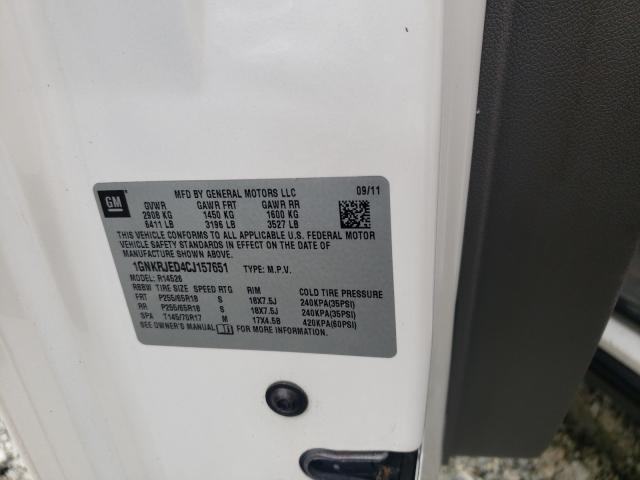 GM
MFD BY GENERAL MOTORS LLC 09/11
GVWR GAWR FRT GAWR RR
2908 KG 1450 KG 1600 KG
6411 LB 3196 LB 3527 LB
THIS VEHICLE CONFORMS TO ALL APPLICABLE U.S. FEDERAL MOTOR
VEHICLE SAFETY STANDARDS IN EFFECT ON THE DATE OF
MANUFACTURE SHOWN ABOVE.
1GNKRJED4CJ157651 TYPE: M.P.V.
MODEL: R14526
RBBW TIRE SIZE SPEED RTG RIM COLD TIRE PRESSURE
FRT P255/65R18 S 18X7.5J 240KPA(35PSI)
RR P255/65R18 S 18X7.5J 240KPA(35PSI)
SPA T145/70R17 M 17X4.5B 420KPA(60PSI)
SEE OWNER'S MANUAL FOR MORE INFORMATION.